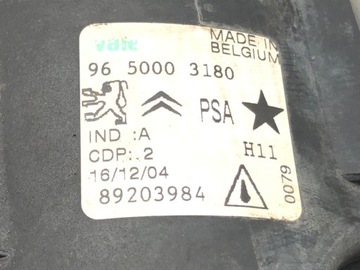 Valeo
MADE IN
BELGIUM
96 5000 3180
PSA
IND :A
CDP:.2
H11
16/12/04
89203984
0079